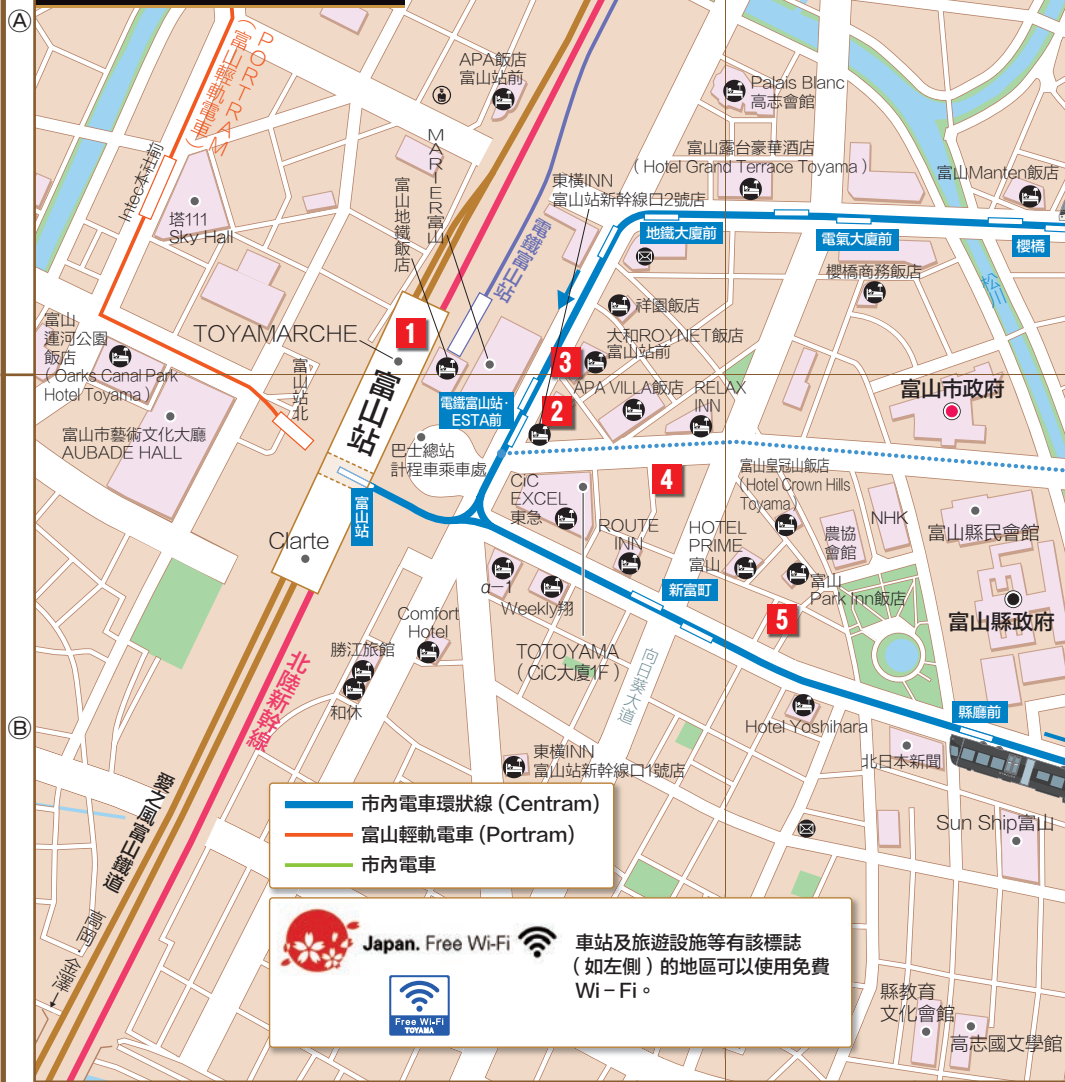 Ⓐ
PORTRAM
(富山輕軌電車)
APA飯店
富山站前
Palais Blanc
高志會館
MARIER富山
富山地鐵飯店
富山露台豪華酒店
(Hotel Grand Terrace Toyama)
Intec本社前
東橫INN
富山站新幹線口2號店
富山Manten飯店
塔111
Sky Hall
電鐵富山站
地鐵大廈前
電氣大廈前
櫻橋
櫻橋商務飯店
松川
祥園飯店
富山
運河公園
飯店
(Oarks Canal Park
Hotel Toyama)
TOYAMARCHE
1
大和ROYNET飯店
富山站前
3
富山站北
富山站
APA VILLA飯店
RELAX
INN
富山市政府
電鐵富山站·
ESTA前
2
富山市藝術文化大廳
AUBADE HALL
巴士總站
計程車乘車處
4
富山皇冠山飯店
(Hotel Crown Hills
Toyama)
CiC
EXCEL
東急
富山站
ROUTE
INN
HOTEL
PRIME
富山
農協
會館
NHK
富山縣民會館
Clarte
α-1
Weekly翔
新富町
富山
Park Inn飯店
5
富山縣政府
Comfort
Hotel
勝江旅館
和休
TOTOYAMA
(CiC大廈1F)
向日葵大道
北陸新幹線
Ⓑ
Hotel Yoshihara
縣廳前
北日本新聞
東橫INN
富山站新幹線口1號店
愛之風富山鐵道
市內電車環狀線 (Centram)
富山輕軌電車 (Portram)
市內電車
Sun Ship富山
高岡·金澤→
Japan. Free Wi-Fi
車站及旅遊設施等有該標誌
(如左側)的地區可以使用免費
Wi-Fi。
Free Wi-Fi
TOYAMA
縣教育
文化會館
高志國文學館